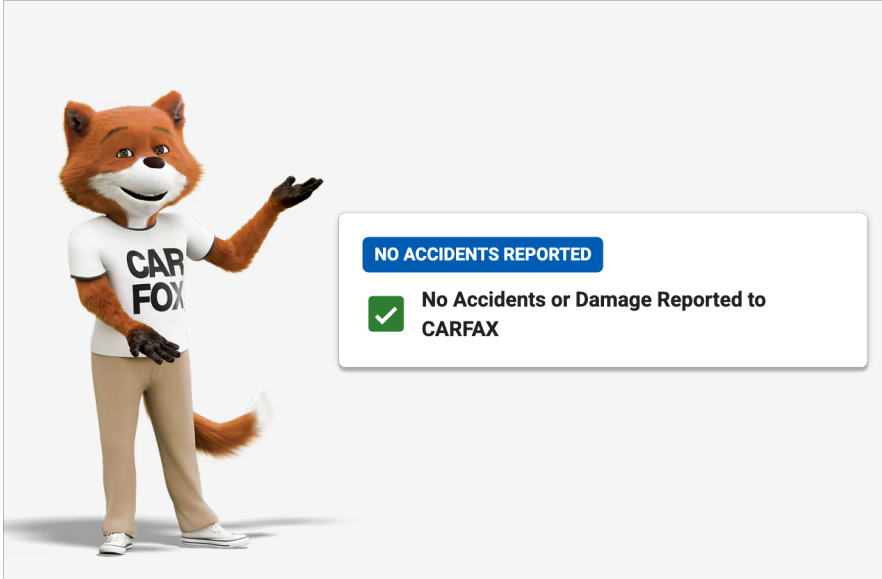 CAR
FOX
NO ACCIDENTS REPORTED
No Accidents or Damage Reported to
CARFAX